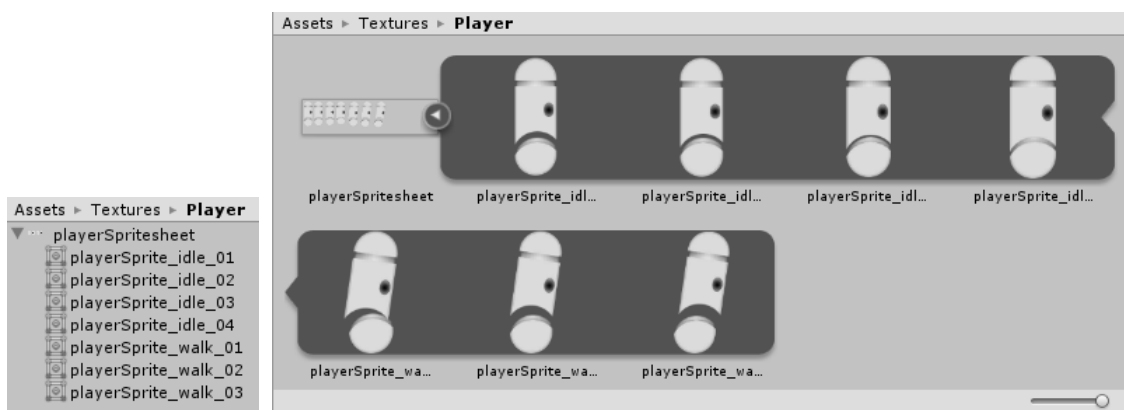 Assets ▸ Textures ▸ Player
playerSpritesheet
playerSprite_idle_01
playerSprite_idle_02
playerSprite_idle_03
playerSprite_idle_04
playerSprite_walk_01
playerSprite_walk_02
playerSprite_walk_03
Assets ▸ Textures ▸ Player
playerSpritesheet playerSprite_idl... playerSprite_idl... playerSprite_idl... playerSprite_idl...
playerSprite_wa... playerSprite_wa... playerSprite_wa...